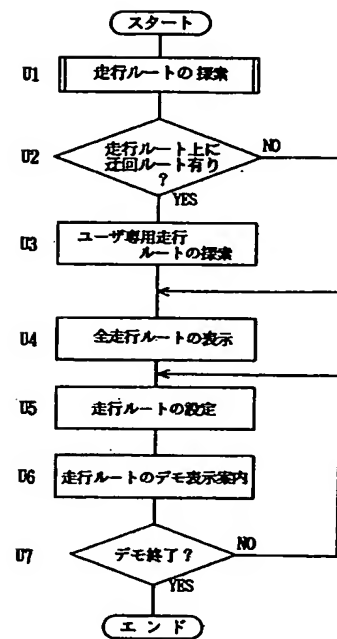 スタート
U1
走行ルートの探索
U2
走行ルート上に
迂回ルート有り
?
NO
YES
U3
ユーザ専用走行
ルートの探索
U4
全走行ルートの表示
U5
走行ルートの設定
U6
走行ルートのデモ表示案内
U7
デモ終了?
NO
YES
エンド